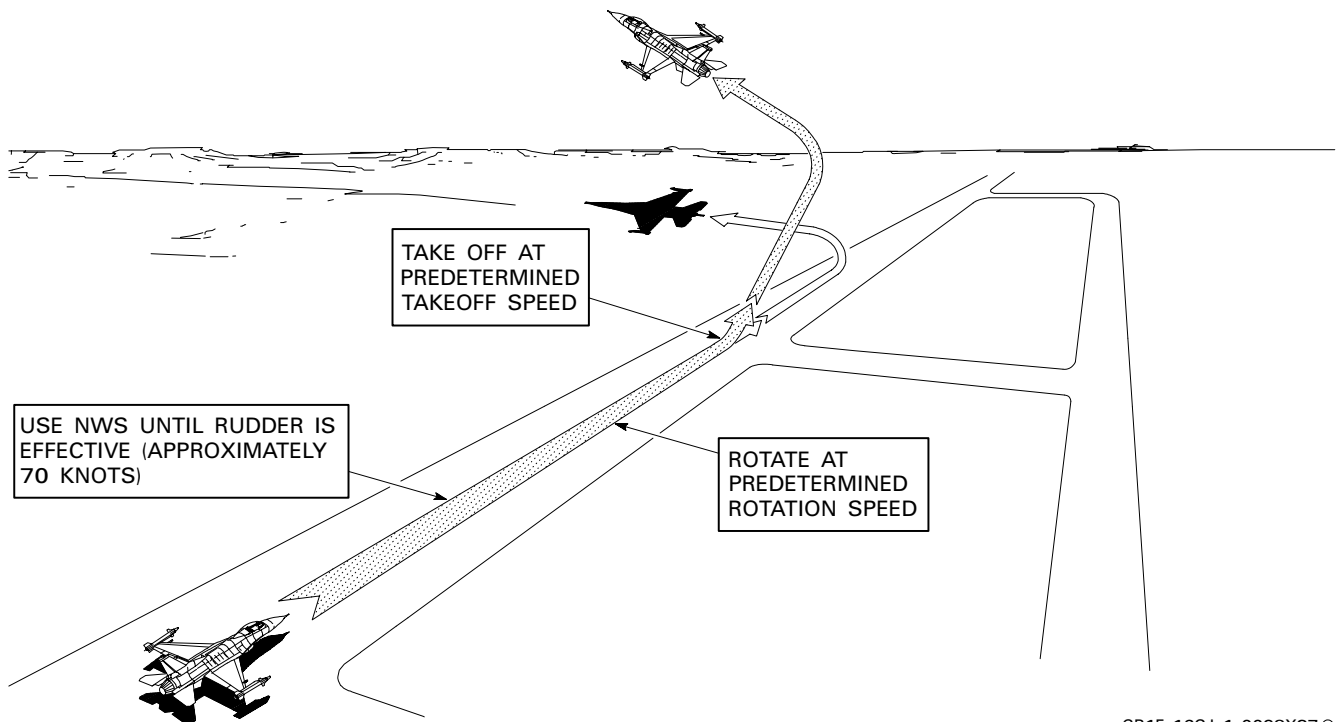 TAKE OFF AT
PREDETERMINED
TAKEOFF SPEED
USE NWS UNTIL RUDDER IS
EFFECTIVE (APPROXIMATELY
70 KNOTS)
ROTATE AT
PREDETERMINED
ROTATION SPEED